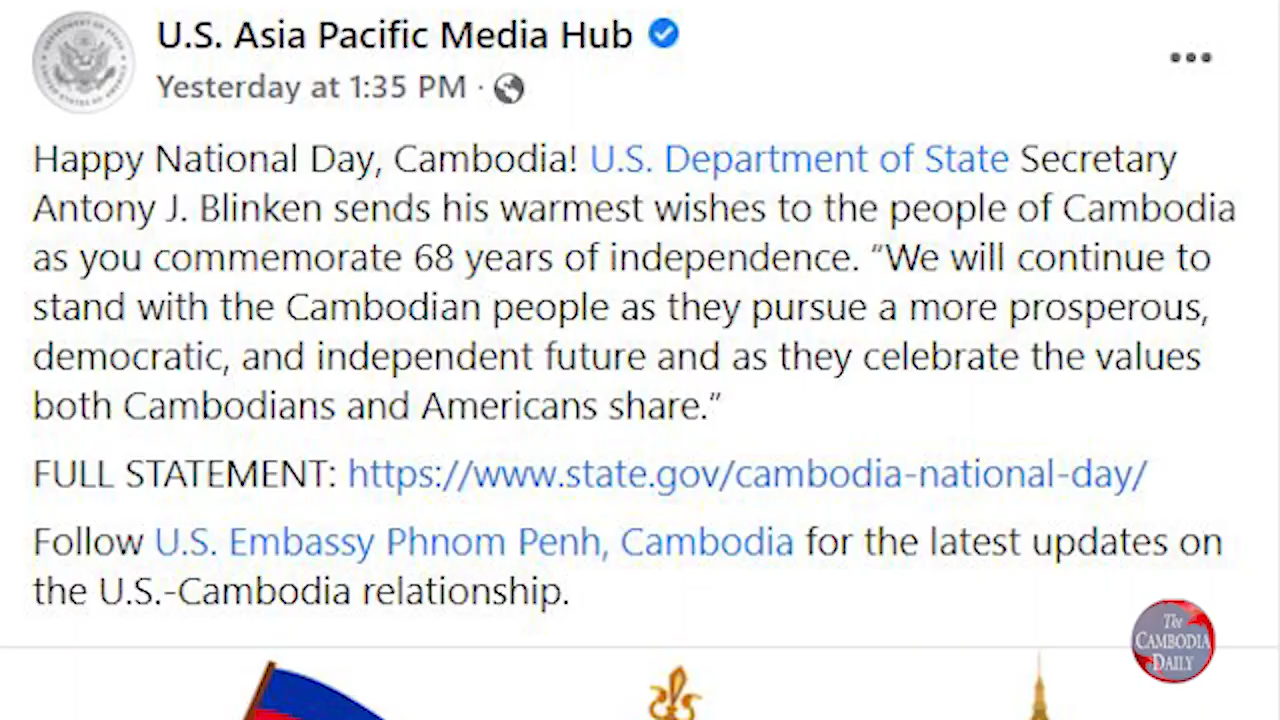 U.S. Asia Pacific Media Hub
Yesterday at 1:35 PM ·
Happy National Day, Cambodia! U.S. Department of State Secretary
Antony J. Blinken sends his warmest wishes to the people of Cambodia
as you commemorate 68 years of independence. “We will continue to
stand with the Cambodian people as they pursue a more prosperous,
democratic, and independent future and as they celebrate the values
both Cambodians and Americans share.”
FULL STATEMENT: https://www.state.gov/cambodia-national-day/
Follow U.S. Embassy Phnom Penh, Cambodia for the latest updates on
the U.S.-Cambodia relationship.
The
CAMBODIA
DAILY